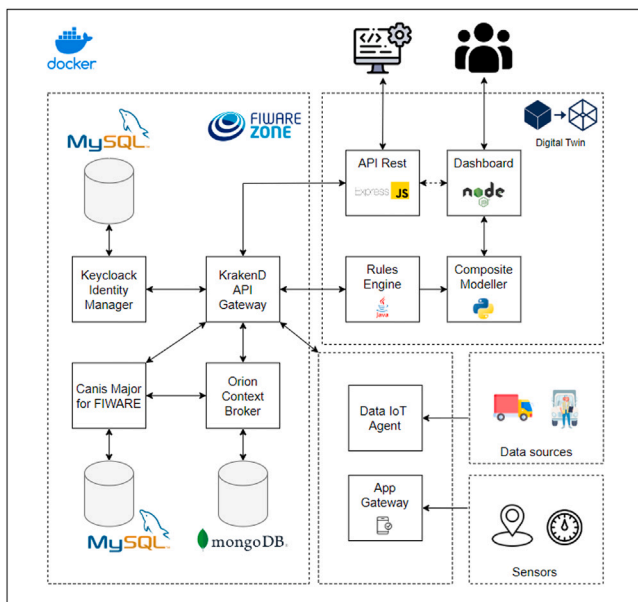 docker
MySQL
FIWARE
ZONE
Digital Twin
API Rest
Express
JS
Dashboard
node
JS
Keycloack
Identity
Manager
KrakenD
API
Gateway
Rules
Engine
Java
Composite
Modeller
Canis Major
for FIWARE
Orion
Context
Broker
Data IoT
Agent
Data sources
App
Gateway
MySQL
mongoDB
Sensors